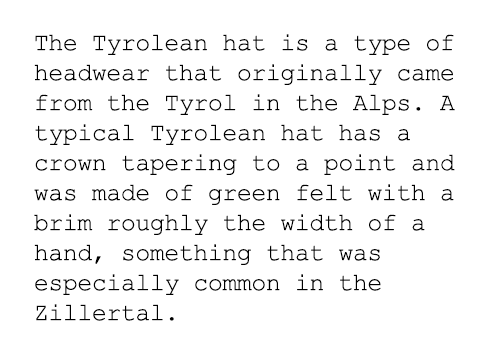 The Tyrolean hat is a type of
headwear that originally came
from the Tyrol in the Alps. A
typical Tyrolean hat has a
crown tapering to a point and
was made of green felt with a
brim roughly the width of a
hand, something that was
especially common in the
Zillertal.